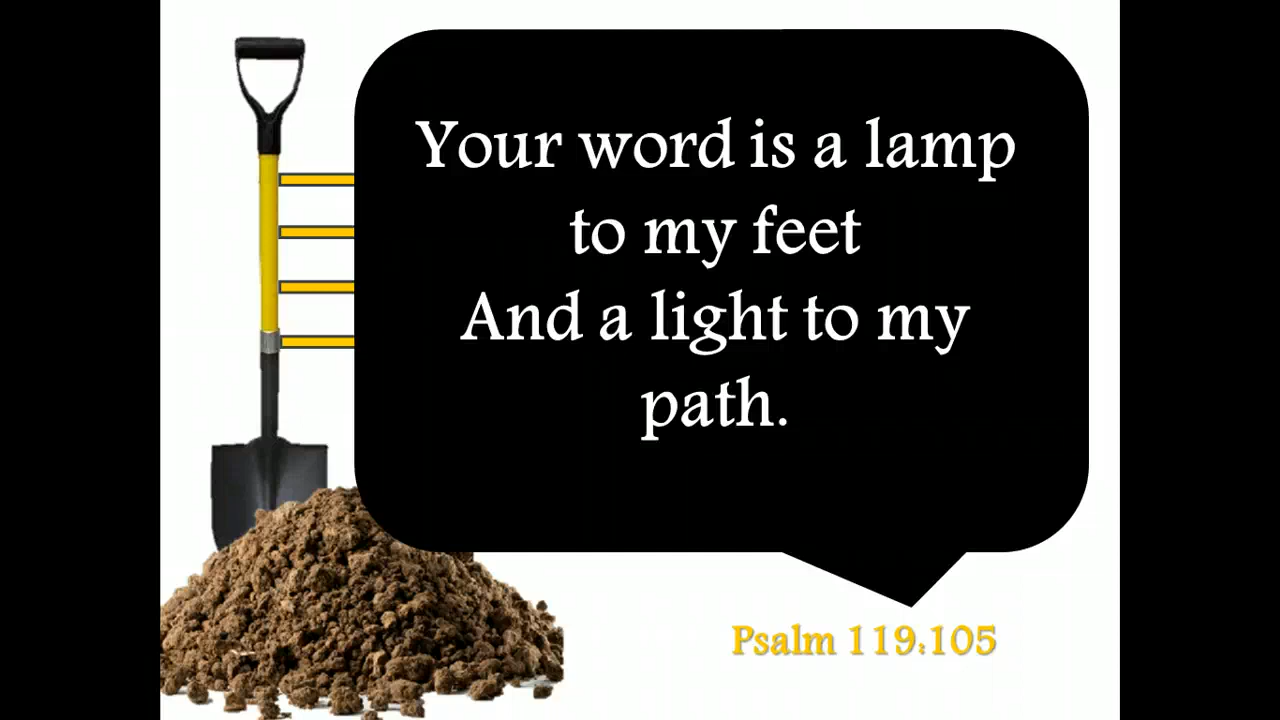 Your word is a lamp
to my feet
And a light to my
path.
Psalm 119:105